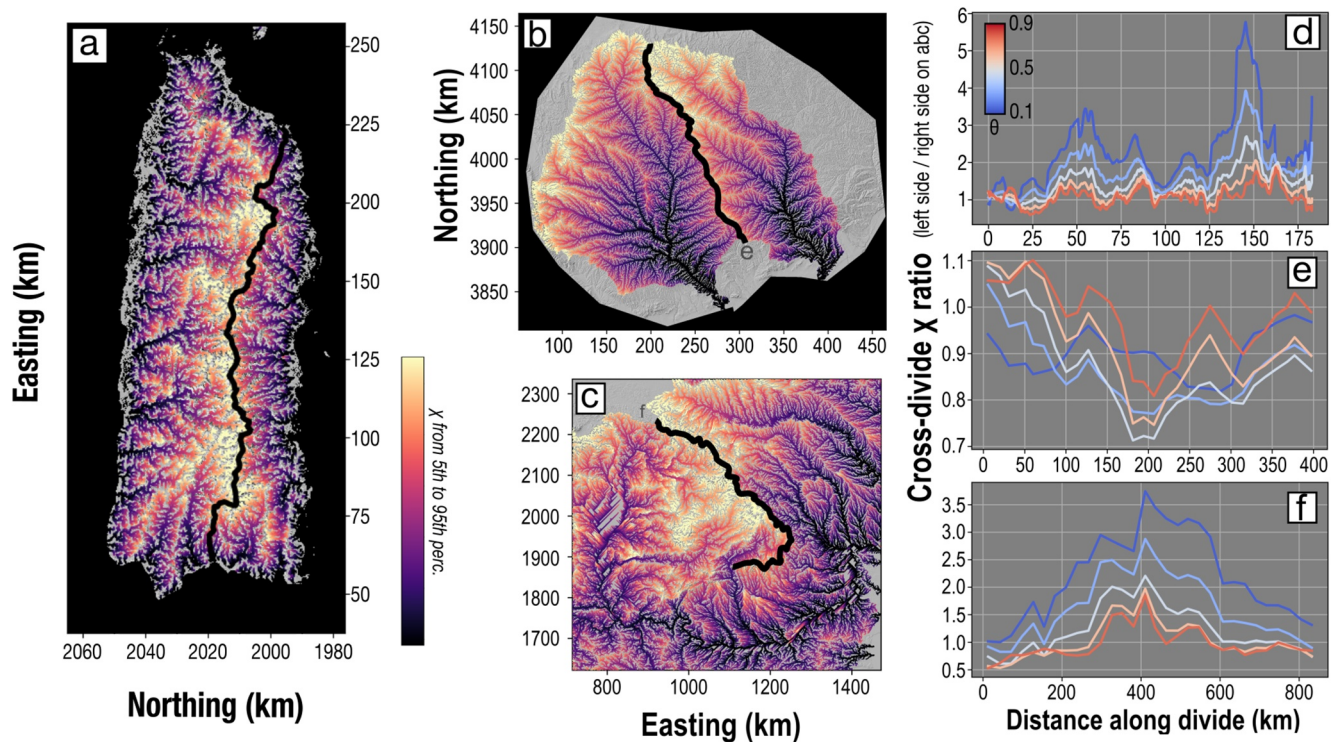 a
250
225
200
150
125
100
75
50
Easting (km)
2060 2040 2020 2000 1980
Northing (km)
X from 5th to 95th perc.
b
4150
4100
4050
4000
3950
3900
3850
Northing (km)
e
100 150 200 250 300 350 400 450
c
f
2300
2200
2100
2000
1900
1800
1700
800 1000 1200 1400
Easting (km)
Cross-divide χ ratio (left side / right side on abc)
d
6
5
4
3
2
1
0.9
0.5
0.1
θ
0 25 50 75 100 125 150 175
e
1.1
1.0
0.9
0.8
0.7
0 50 100 150 200 250 300 350 400
f
3.5
3.0
2.5
2.0
1.5
1.0
0.5
0 200 400 600 800
Distance along divide (km)